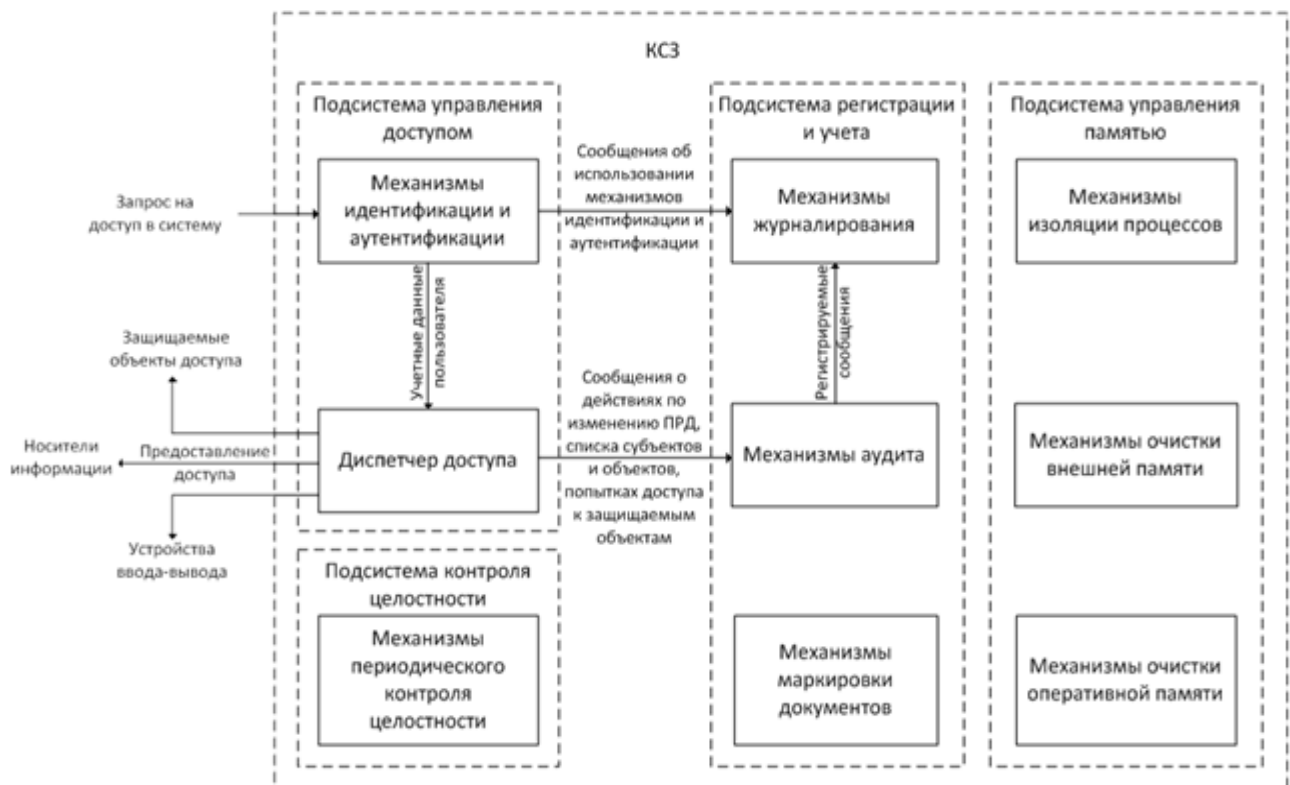 КСЗ
Подсистема управления
доступом
Механизмы
идентификации и
аутентификации
Запрос на
доступ в систему
Сообщения об
использовании
механизмов
идентификации и
аутентификации
Учетные данные
пользователя
Диспетчер доступа
Защищаемые
объекты доступа
Носители
информации
Предоставление
доступа
Устройства
ввода-вывода
Сообщения о
действиях по
изменению ПРД,
списка субъектов
и объектов,
попытках доступа
к защищаемым
объектам
Подсистема контроля
целостности
Механизмы
периодического
контроля
целостности
Подсистема регистрации
и учета
Механизмы
журналирования
Регистрируемые
сообщения
Механизмы аудита
Механизмы
маркировки
документов
Подсистема управления
памятью
Механизмы
изоляции процессов
Механизмы очистки
внешней памяти
Механизмы очистки
оперативной памяти